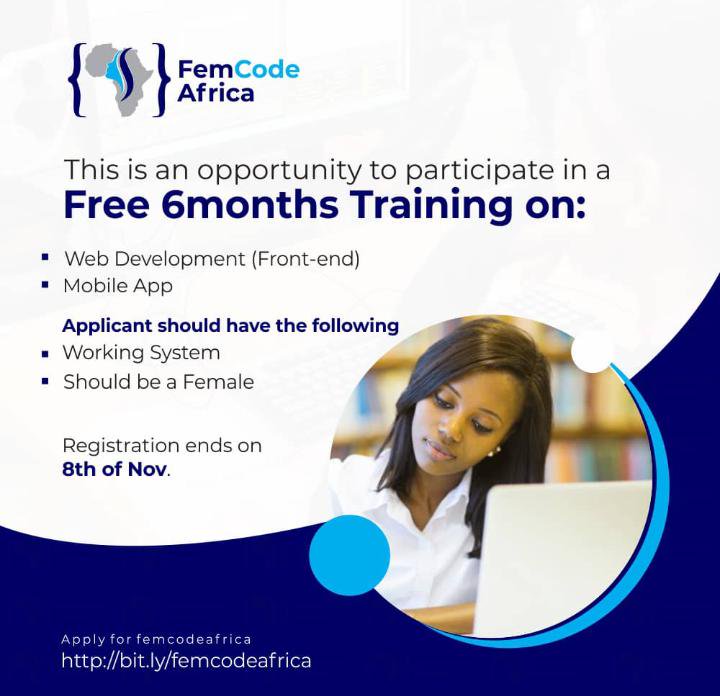 FemCode
Africa
This is an opportunity to participate in a
Free 6months Training on:
Web Development (Front-end)
Mobile App
Applicant should have the following
Working System
Should be a Female
Registration ends on
8th of Nov.
Apply for femcodeafrica
http://bit.ly/femcodeafrica